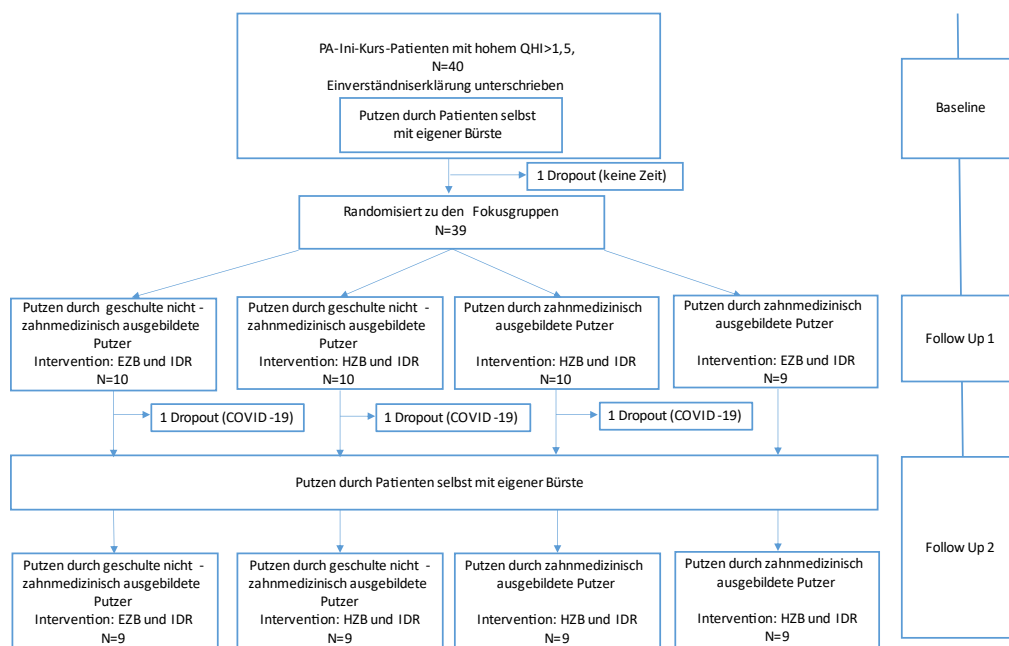 PA-Ini-Kurs-Patienten mit hohem QHI>1,5,
N=40
Einverständniserklärung unterschrieben
Putzen durch Patienten selbst
mit eigener Bürste
Baseline
1 Dropout (keine Zeit)
Randomisiert zu den Fokusgruppen
N=39
Putzen durch geschulte nicht -
zahnmedizinisch ausgebildete
Putzer
Intervention: EZB und IDR
N=10
Putzen durch geschulte nicht -
zahnmedizinisch ausgebildete
Putzer
Intervention: HZB und IDR
N=10
Putzen durch zahnmedizinisch
ausgebildete Putzer
Intervention: HZB und IDR
N=10
Putzen durch zahnmedizinisch
ausgebildete Putzer
Intervention: EZB und IDR
N=9
Follow Up 1
1 Dropout (COVID -19)
1 Dropout (COVID -19)
1 Dropout (COVID -19)
Putzen durch Patienten selbst mit eigener Bürste
Follow Up 2
Putzen durch geschulte nicht -
zahnmedizinisch ausgebildete
Putzer
Intervention: EZB und IDR
N=9
Putzen durch geschulte nicht -
zahnmedizinisch ausgebildete
Putzer
Intervention: HZB und IDR
N=9
Putzen durch zahnmedizinisch
ausgebildete Putzer
Intervention: HZB und IDR
N=9
Putzen durch zahnmedizinisch
ausgebildete Putzer
Intervention: HZB und IDR
N=9